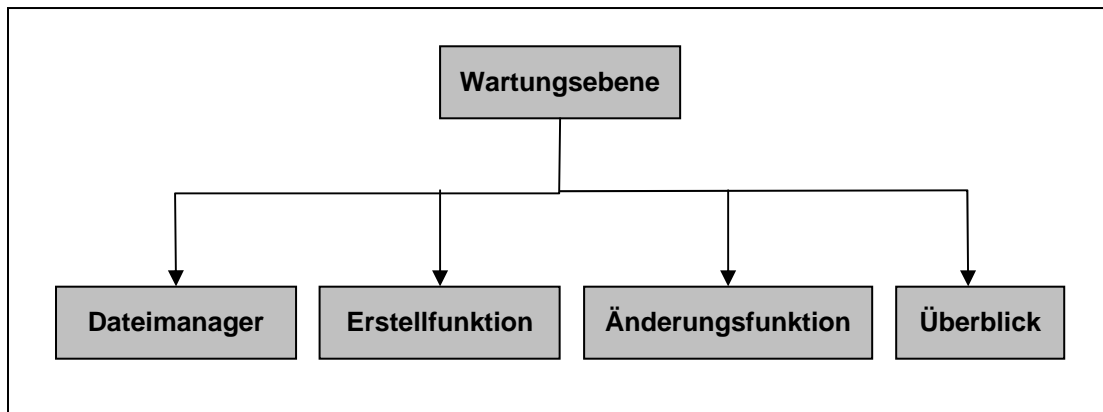 Wartungsebene
Dateimanager
Erstellfunktion
Änderungsfunktion
Überblick